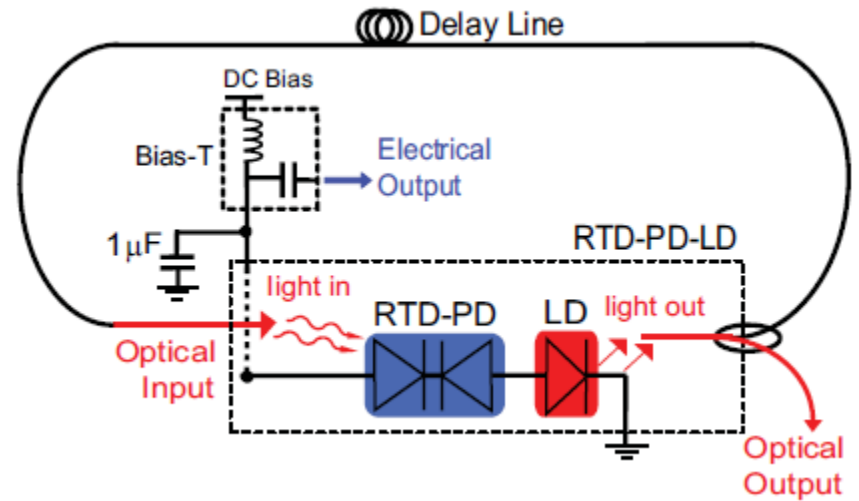 Delay Line
DC Bias
Bias-T
Electrical
Output
1μF
RTD-PD-LD
light in
RTD-PD
LD
light out
Optical
Input
Optical
Output